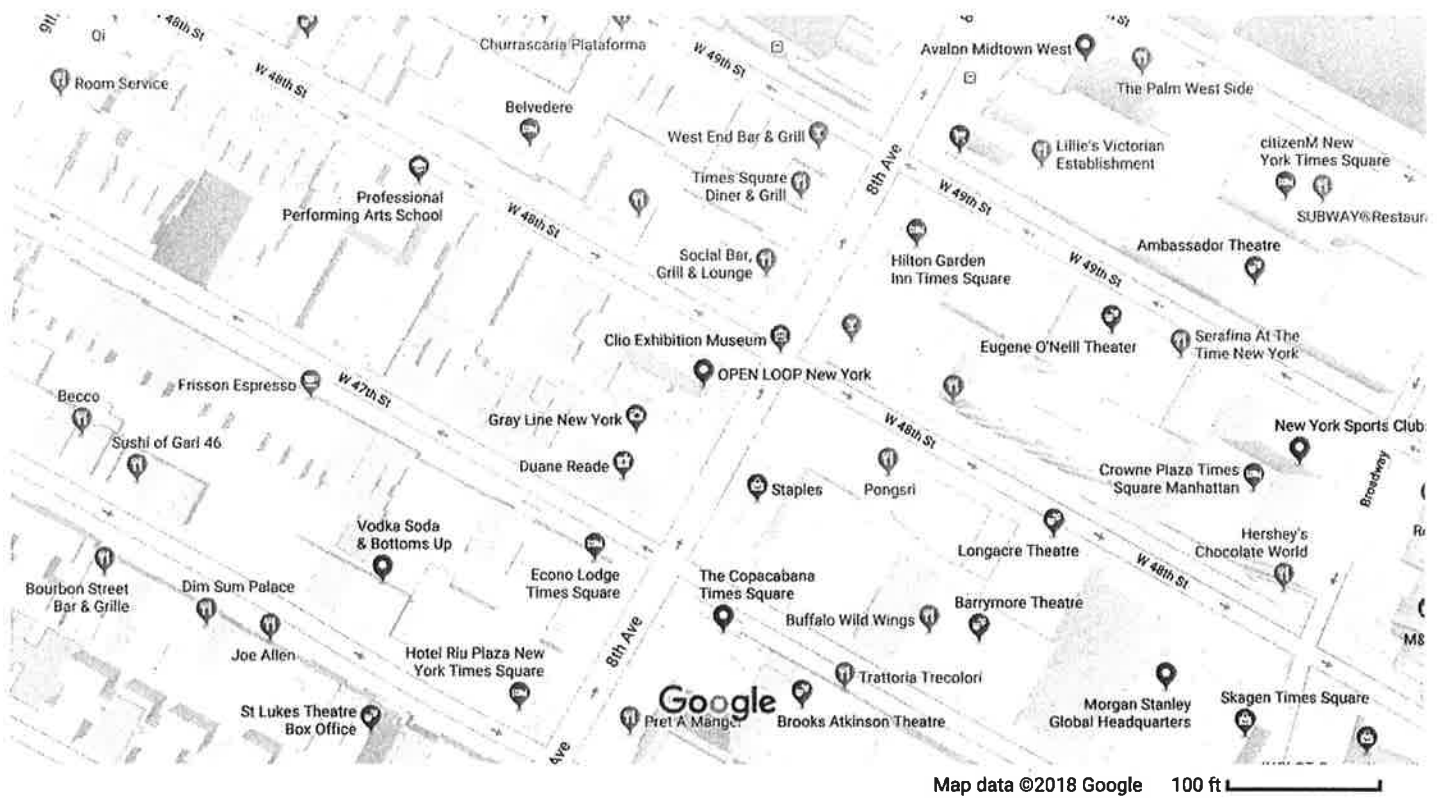 9th
W 48th St
Qi
Churrascaria Plataforma
Avalon Midtown West
Room Service
W 48th St
W 49th St
The Palm West Side
Belvedere
West End Bar & Grill
Lillie's Victorian
Establishment
citizenM New
York Times Square
8th Ave
Professional
Performing Arts School
Times Square
Diner & Grill
W 49th St
SUBWAY®Restaur
W 48th St
Social Bar,
Grill & Lounge
Hilton Garden
Inn Times Square
W 49th St
Ambassador Theatre
Clio Exhibition Museum
Eugene O'Neill Theater
Serafina At The
Time New York
OPEN LOOP New York
Frisson Espresso
W 47th St
Becco
Sushi of Gari 46
Gray Line New York
W 48th St
New York Sports Club
Duane Reade
Staples
Pongsri
Crowne Plaza Times
Square Manhattan
Broadway
Vodka Soda
& Bottoms Up
Longacre Theatre
Hershey's
Chocolate World
W 48th St
Bourbon Street
Bar & Grille
Dim Sum Palace
Econo Lodge
Times Square
The Copacabana
Times Square
Barrymore Theatre
Buffalo Wild Wings
8th Ave
M&
Joe Allen
Hotel Riu Plaza New
York Times Square
Trattoria Trecolori
St Lukes Theatre
Box Office
Google
Pret A Manger
Brooks Atkinson Theatre
Morgan Stanley
Global Headquarters
Skagen Times Square
Ave
Map data ©2018 Google 100 ft